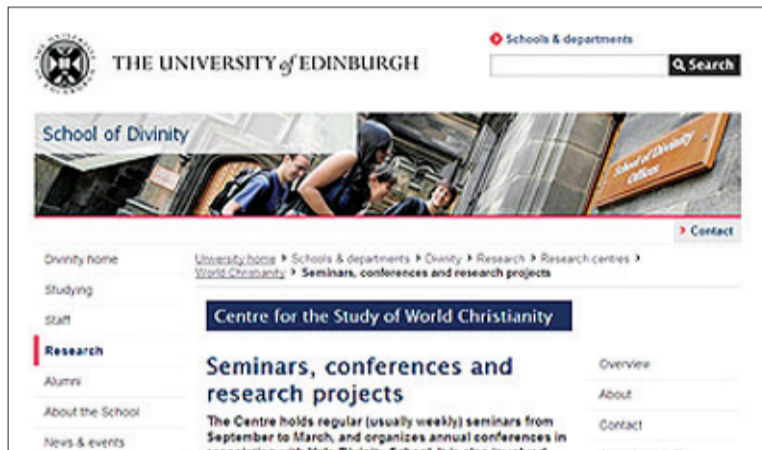 Schools & departments
THE UNIVERSITY of EDINBURGH
Search
School of Divinity
School of Divinity
Offices
Contact
Divinity home
Studying
Staff
Research
Alumni
About the School
News & events
University home Schools & departments Divinity Research Research centres
World Christianity Seminars, conferences and research projects
Centre for the Study of World Christianity
Seminars, conferences and
research projects
The Centre holds regular (usually weekly) seminars from
September to March, and organizes annual conferences in
Overview
About
Contact